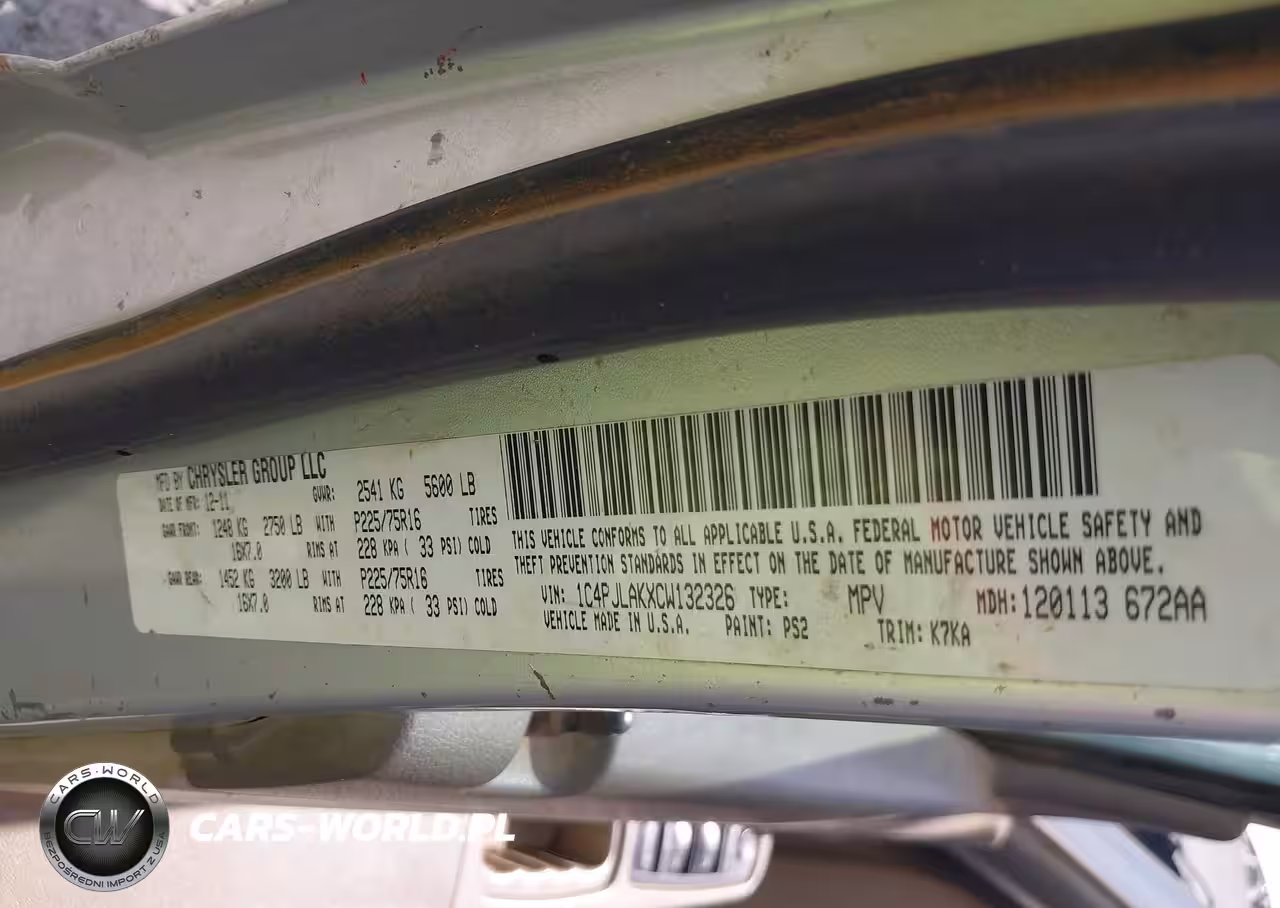 MFD BY CHRYSLER GROUP LLC
DATE OF MFR: 12-11 GVWR: 2541 KG 5600 LB
GAWR FRONT: 1248 KG 2750 LB WITH P225/75R16 TIRES
16X7.0 RIMS AT 228 KPA ( 33 PSI) COLD
GAWR REAR: 1452 KG 3200 LB WITH P225/75R16 TIRES
16X7.0 RIMS AT 228 KPA ( 33 PSI) COLD
THIS VEHICLE CONFORMS TO ALL APPLICABLE U.S.A. FEDERAL MOTOR VEHICLE SAFETY AND
THEFT PREVENTION STANDARDS IN EFFECT ON THE DATE OF MANUFACTURE SHOWN ABOVE.
VIN: 1C4PJLAKXCW132326 TYPE: MPV MDH: 120113 672AA
VEHICLE MADE IN U.S.A. PAINT: PS2 TRIM: K7KA
CARS-WORLD
CW
BEZPOŚREDNI IMPORT Z USA
CARS-WORLD.PL